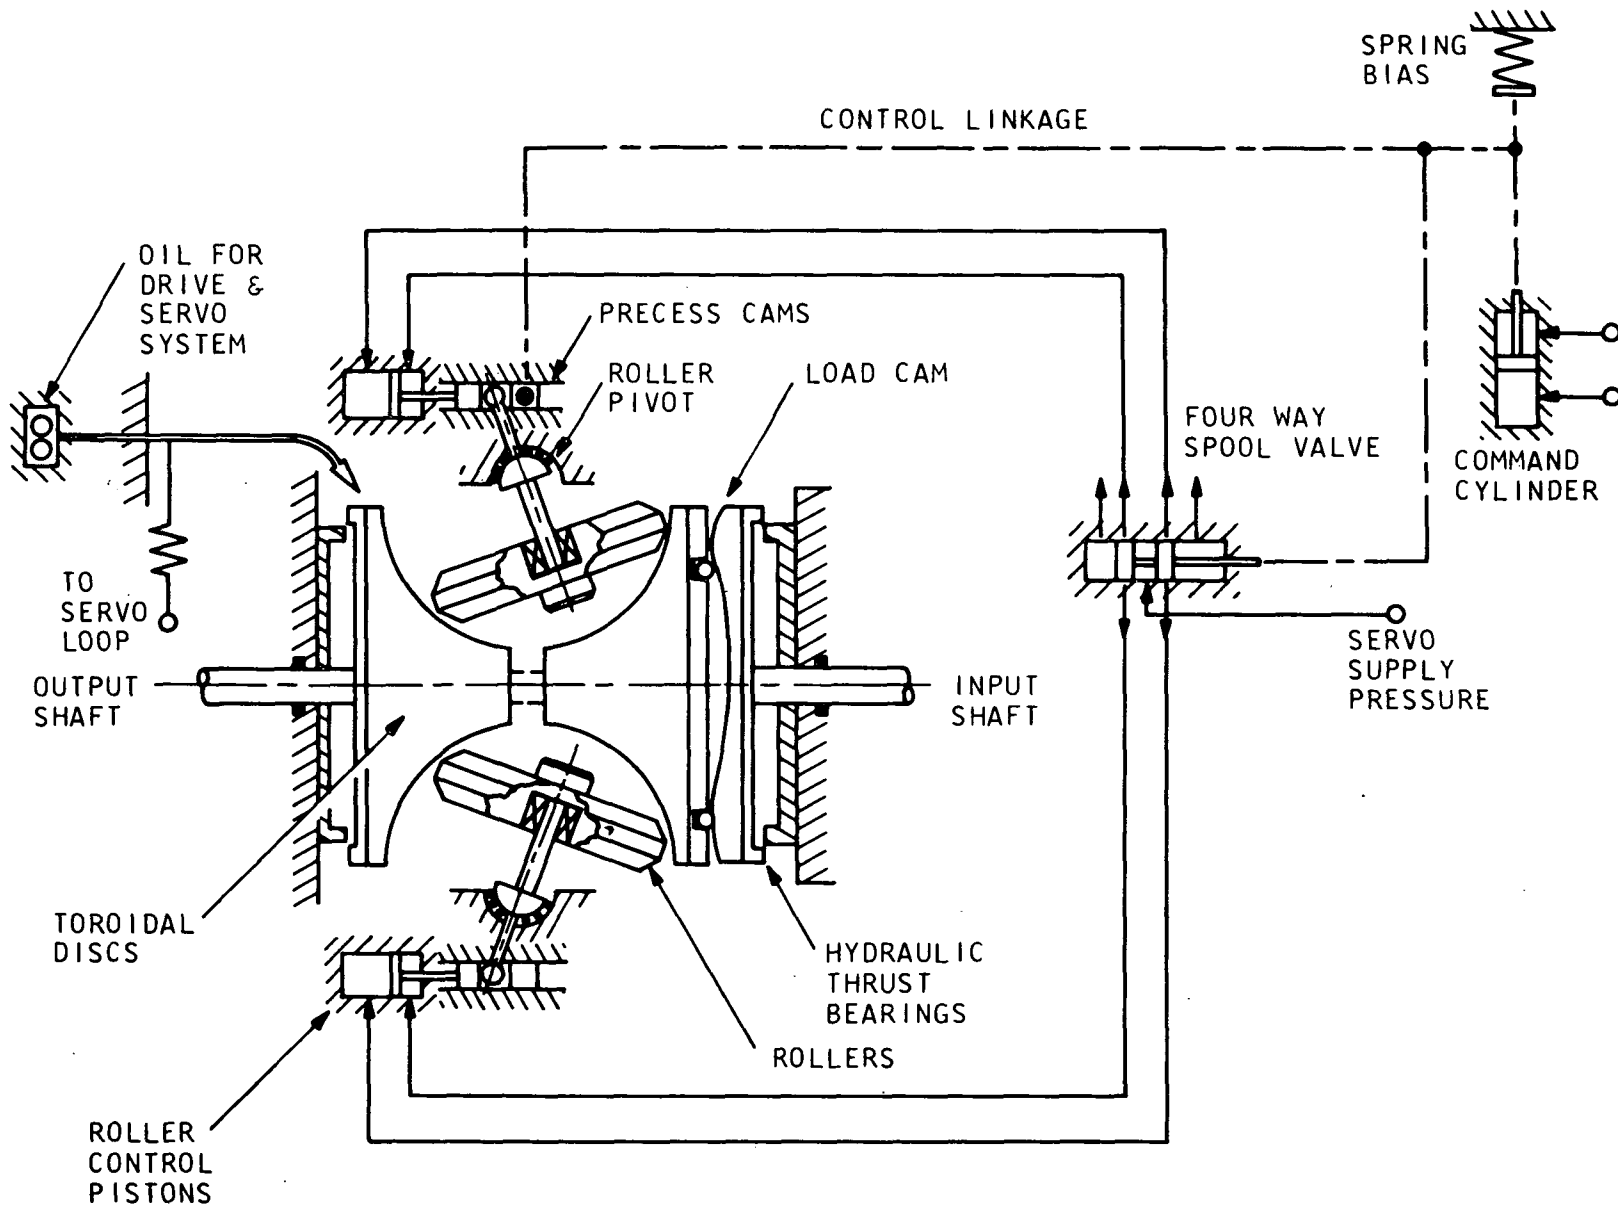 SPRING
BIAS
CONTROL LINKAGE
OIL FOR
DRIVE &
SERVO
SYSTEM
PRECESS CAMS
ROLLER
PIVOT
LOAD CAM
FOUR WAY
SPOOL VALVE
COMMAND
CYLINDER
TO
SERVO
LOOP
OUTPUT
SHAFT
INPUT
SHAFT
SERVO
SUPPLY
PRESSURE
TOROIDAL
DISCS
HYDRAULIC
THRUST
BEARINGS
ROLLERS
ROLLER
CONTROL
PISTONS